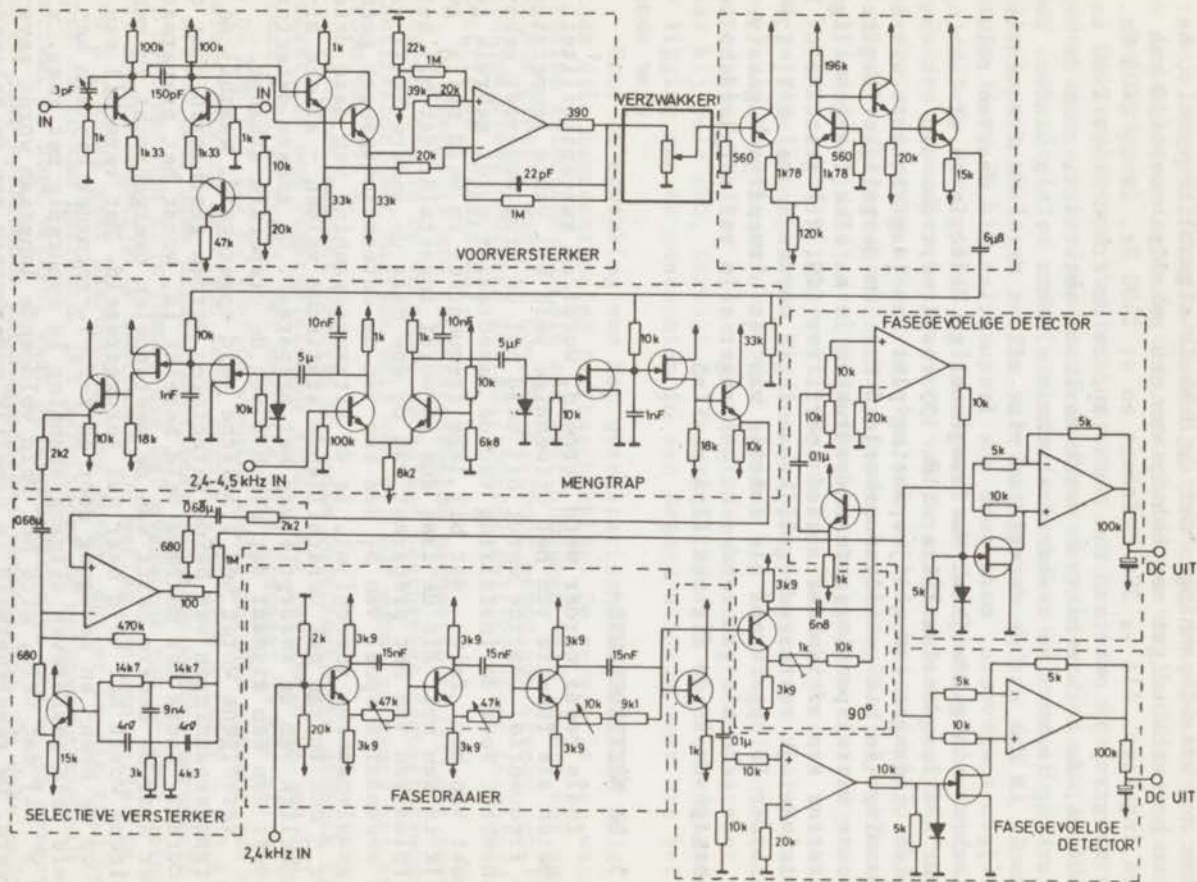 100k
100k
3pF
150pF
IN
IN
1k
1k33
1k33
1k
10k
47k
20k
1k
33k
33k
22k
39k
1M
20k
20k
390
22pF
1M
VOORVERSTERKER
VERZWAKKER
560
1k78
196k
1k78
560
120k
20k
15k
6µ8
10k
1nF
10k
5µ
10nF
1k
1k
10nF
5µF
10k
10k
10k
33k
100k
6k8
10k
1nF
18k
10k
18k
10k
2k2
8k2
2,4-4,5 kHz IN
MENGTRAP
FASEGEVOELIGE DETECTOR
10k
10k
20k
01µ
10k
5k
5k
10k
100k
5k
1k
DC UIT
068µ
068µ
2k2
680
1M
100
470k
680
14k7
14k7
9n4
4n7
4n7
15k
3k
4k3
SELECTIEVE VERSTERKER
2k
3k9
15nF
3k9
15nF
3k9
15nF
47k
47k
10k
9k1
20k
3k9
3k9
3k9
FASEDRAAIER
2,4kHz IN
3k9
6n8
1k
10k
3k9
90°
1k
01µ
10k
10k
20k
10k
5k
5k
10k
5k
100k
DC UIT
FASEGEVOELIGE
DETECTOR